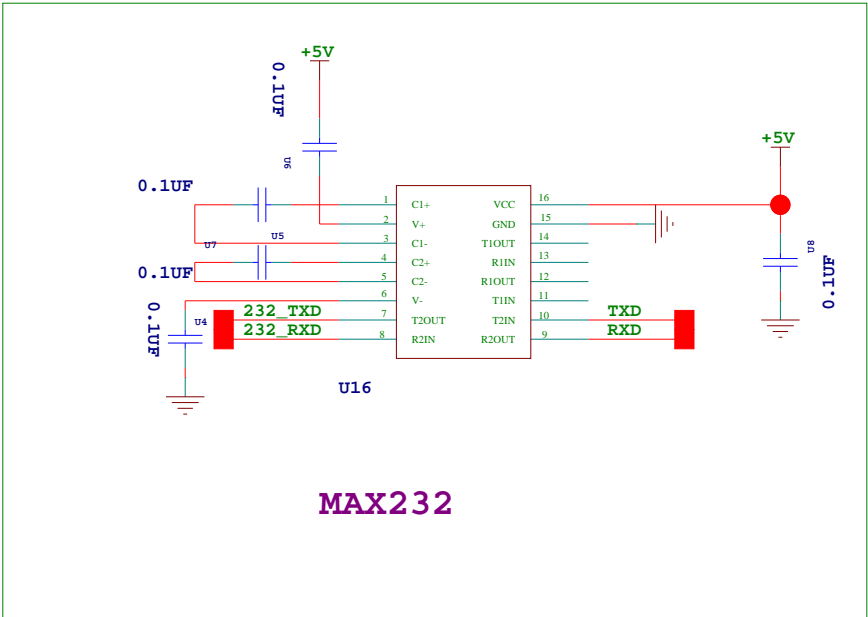 +5V
0.1UF
U6
+5V
0.1UF
U7
U5
0.1UF
0.1UF
U4
232_TXD
232_RXD
1 C1+ VCC 16
2 V+ GND 15
3 C1- T1OUT 14
4 C2+ R1IN 13
5 C2- R1OUT 12
6 V- T1IN 11
7 T2OUT T2IN 10
8 R2IN R2OUT 9
TXD
RXD
U8
0.1UF
U16
MAX232